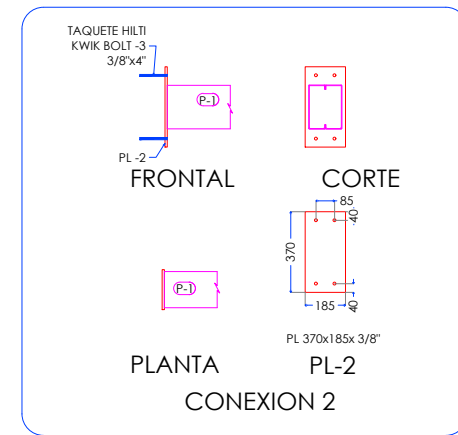 TAQUETE HILTI
KWIK BOLT -3
3/8"x4"
P-1
PL -2
FRONTAL
CORTE
85
40
370
185
40
PL 370x185x 3/8"
P-1
PLANTA
PL-2
CONEXION 2